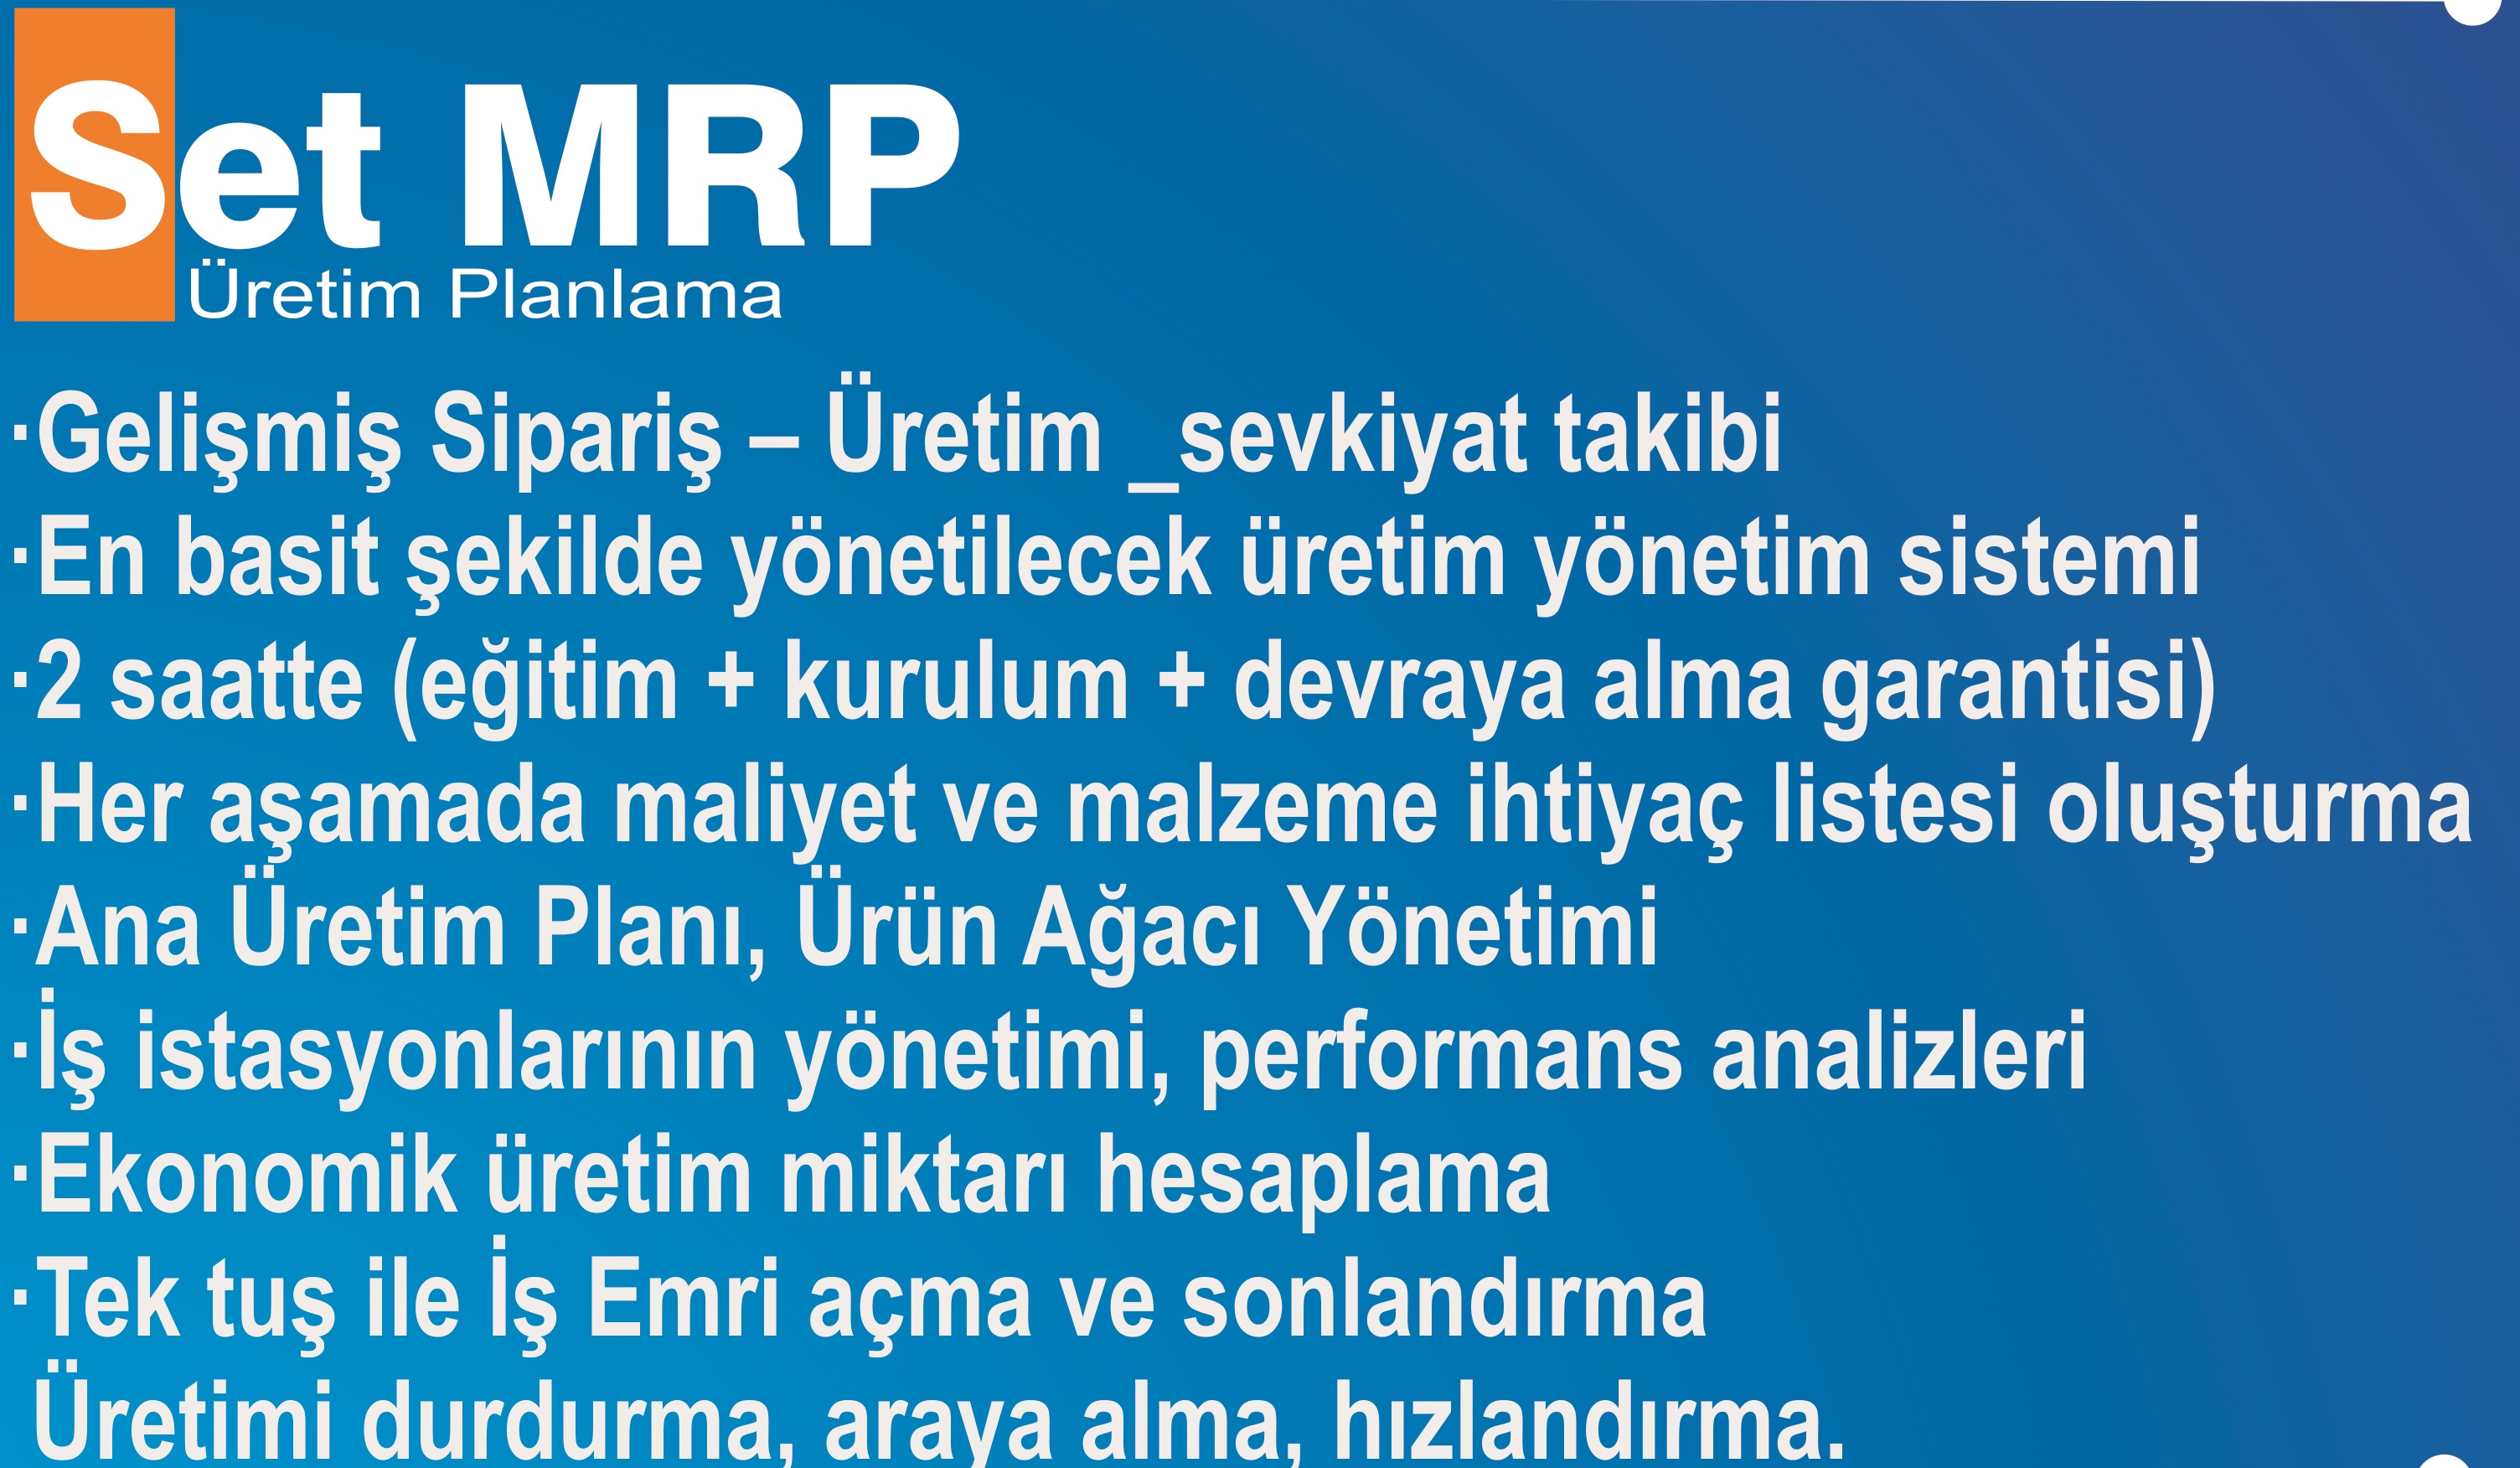 Set MRP
Üretim Planlama
·Gelişmiş Sipariş – Üretim _sevkiyat takibi
·En basit şekilde yönetilecek üretim yönetim sistemi
·2 saatte (eğitim + kurulum + devraya alma garantisi)
·Her aşamada maliyet ve malzeme ihtiyaç listesi oluşturma
·Ana Üretim Planı, Ürün Ağacı Yönetimi
·İş istasyonlarının yönetimi, performans analizleri
·Ekonomik üretim miktarı hesaplama
·Tek tuş ile İş Emri açma ve sonlandırma
Üretimi durdurma, araya alma, hızlandırma.